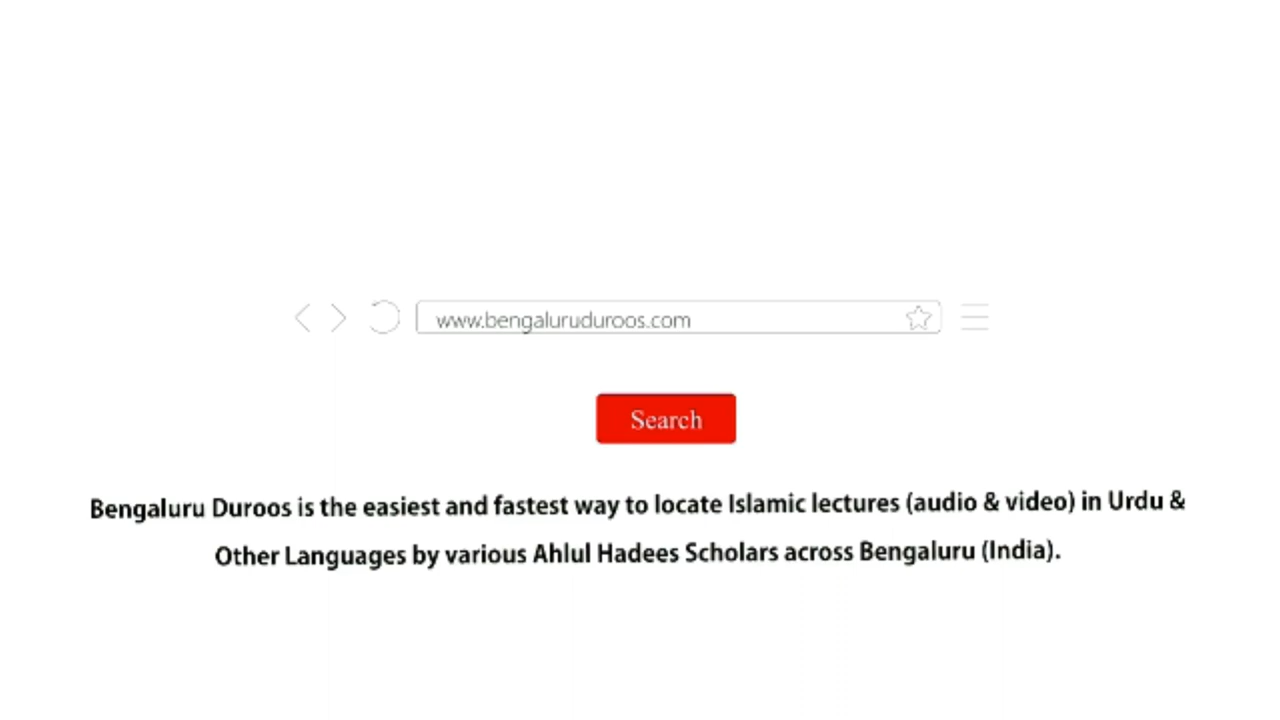 www.bengaluruduroos.com
Search
Bengaluru Duroos is the easiest and fastest way to locate Islamic lectures (audio & video) in Urdu &
Other Languages by various Ahlul Hadees Scholars across Bengaluru (India).